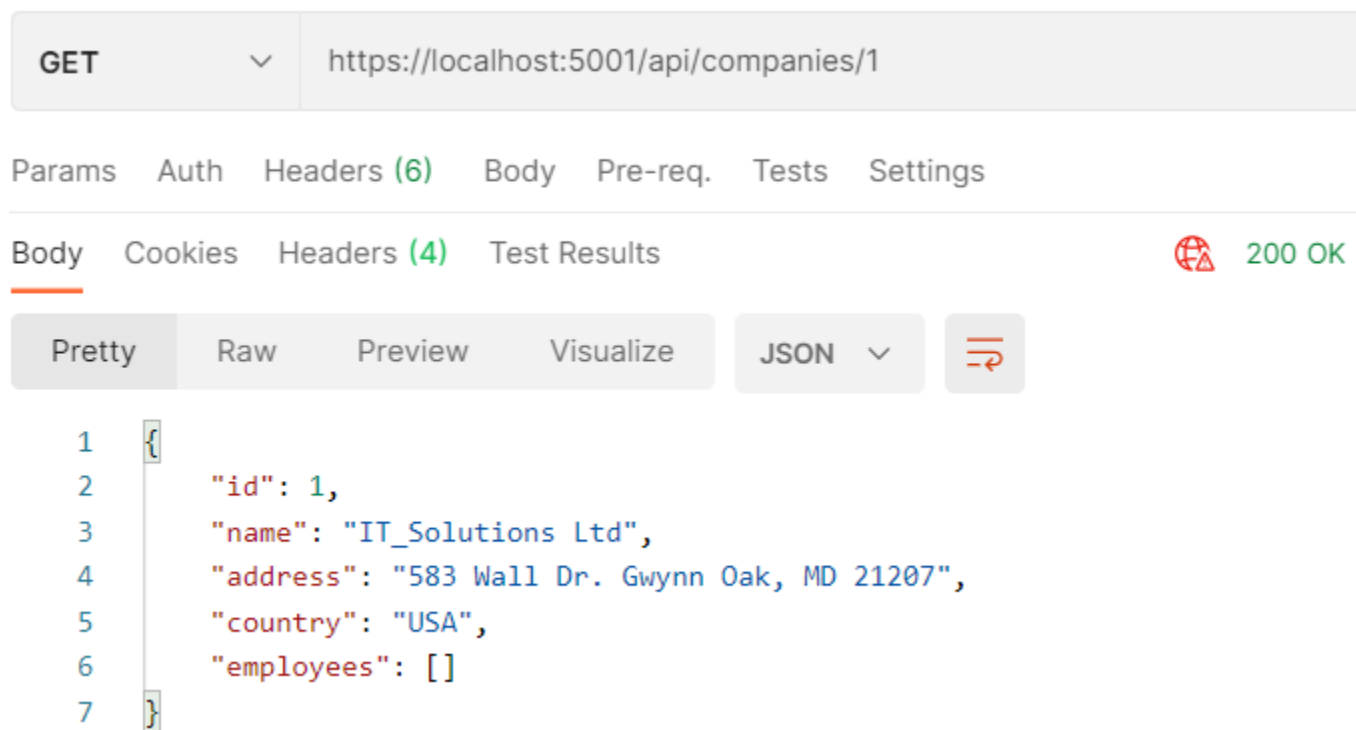 GET https://localhost:5001/api/companies/1
Params Auth Headers (6) Body Pre-req. Tests Settings
Body Cookies Headers (4) Test Results 200 OK
Pretty Raw Preview Visualize JSON
1 {
2 "id": 1,
3 "name": "IT_Solutions Ltd",
4 "address": "583 Wall Dr. Gwynn Oak, MD 21207",
5 "country": "USA",
6 "employees": []
7 }